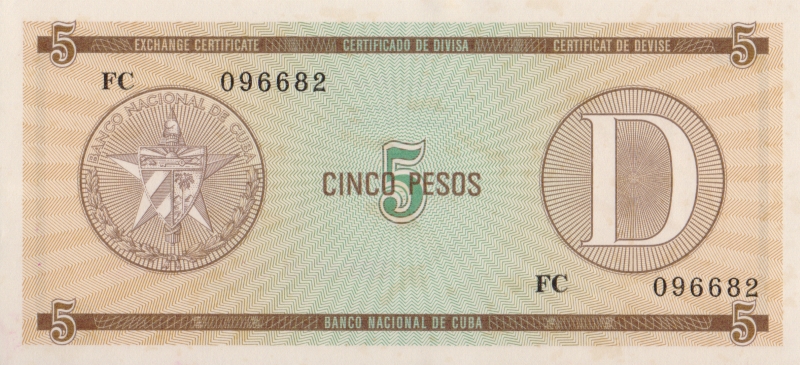 5 EXCHANGE CERTIFICATE CERTIFICADO DE DIVISA CERTIFICAT DE DEVISE 5
FC 096682
BANCO NACIONAL DE CUBA
5
CINCO PESOS
D
FC 096682
5 BANCO NACIONAL DE CUBA 5